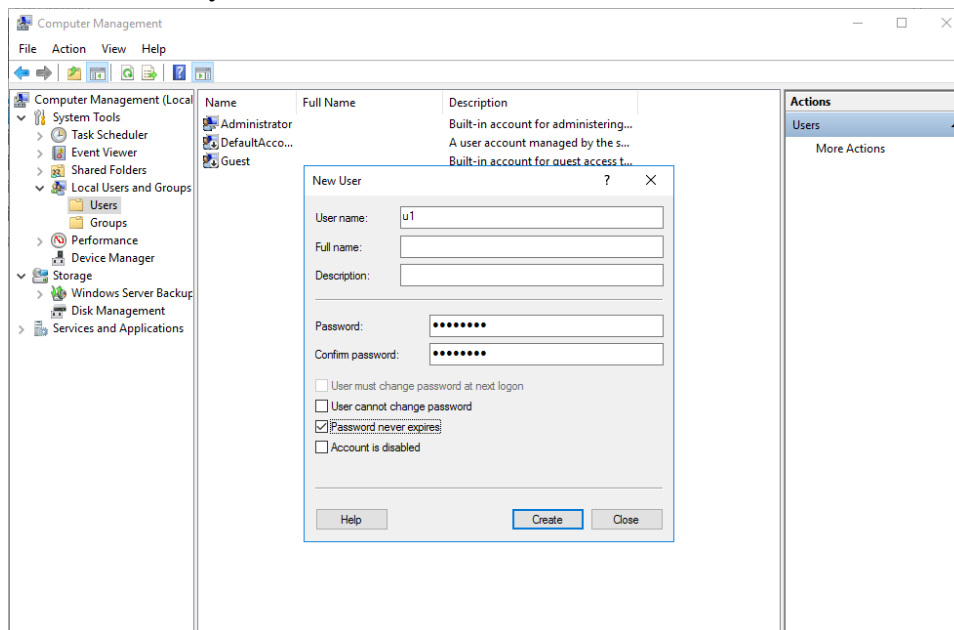 Computer Management
File Action View Help
Computer Management (Local
System Tools
Task Scheduler
Event Viewer
Shared Folders
Local Users and Groups
Users
Groups
Performance
Device Manager
Storage
Windows Server Backup
Disk Management
Services and Applications
Name Full Name Description
Administrator Built-in account for administering...
DefaultAcco... A user account managed by the s...
Guest Built-in account for guest access t...
New User ?
User name: u1
Full name:
Description:
Password: ●●●●●●●●
Confirm password: ●●●●●●●●
User must change password at next logon
User cannot change password
Password never expires
Account is disabled
Help Create Close
Actions
Users
More Actions